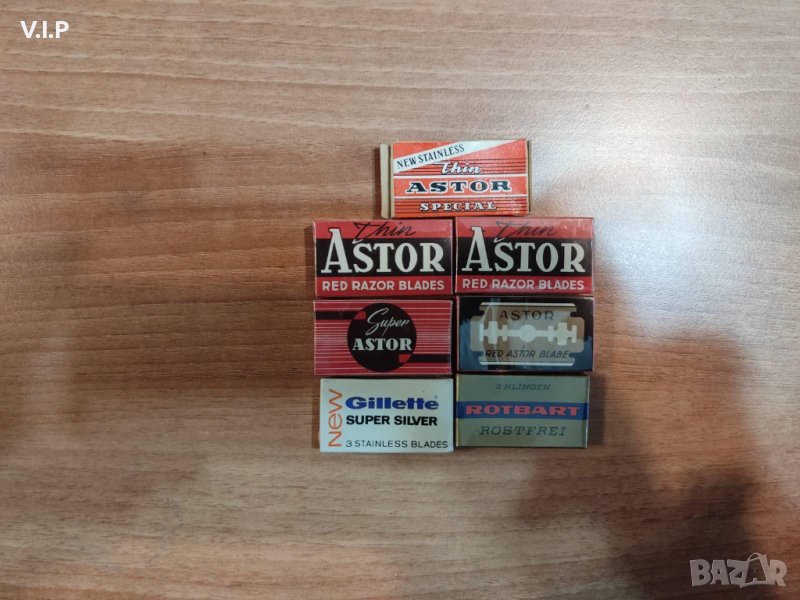 V.I.P
NEW STAINLESS
thin
ASTOR
SPECIAL
thin
ASTOR
RED RAZOR BLADES
thin
ASTOR
RED RAZOR BLADES
Super
ASTOR
ASTOR
RED ASTOR BLADE
NEW
Gillette
SUPER SILVER
3 STAINLESS BLADES
3 KLINGEN
ROTBART
ROSTFREI
BAZAR